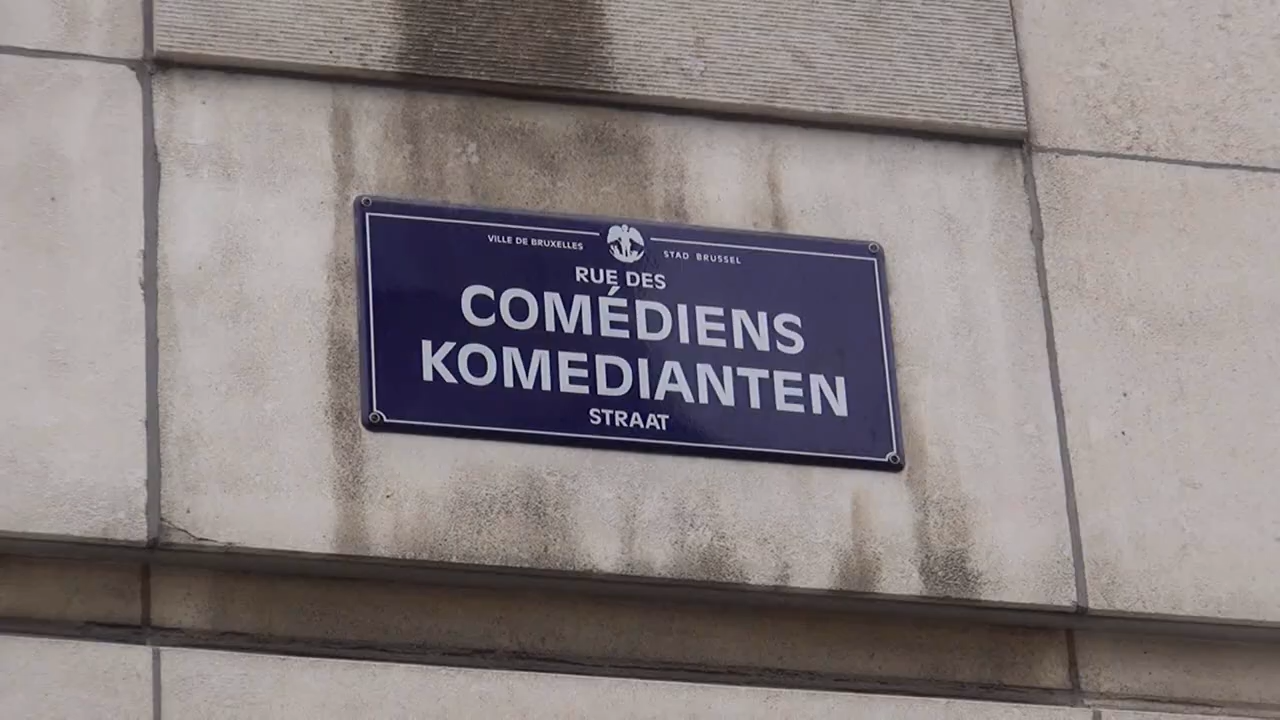 VILLE DE BRUXELLES STAD BRUSSEL
RUE DES
COMÉDIENS
KOMEDIANTEN
STRAAT